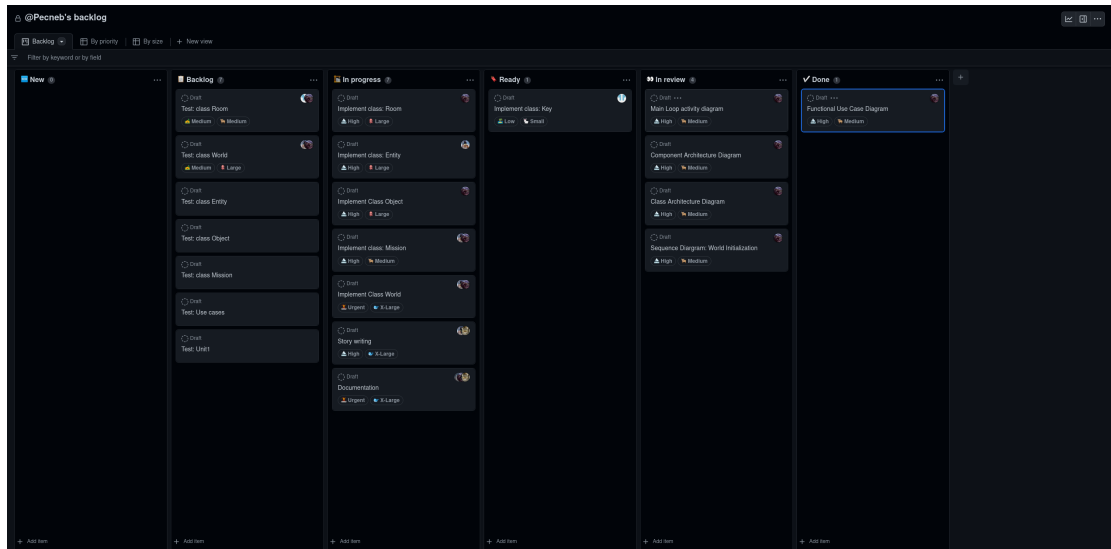 @Pecneb's backlog
Backlog
By priority
By size
+ New view
Filter by keyword or by field
New 0
Backlog 7
Draft
Test: class Room
Medium Medium
Draft
Test: class World
Medium Large
Draft
Test: class Entity
Draft
Test: class Object
Draft
Test: class Mission
Draft
Test: Use cases
Draft
Test: Unit1
In progress 7
Draft
Implement class: Room
High Large
Draft
Implement class: Entity
High Large
Draft
Implement Class Object
High Large
Draft
Implement class: Mission
High Medium
Draft
Implement Class World
Urgent X-Large
Draft
Story writing
High X-Large
Draft
Documentation
Urgent X-Large
Ready 1
Draft
Implement class: Key
Low Small
In review 4
Draft ...
Main Loop activity diagram
High Medium
Draft
Component Architecture Diagram
High Medium
Draft
Class Architecture Diagram
High Medium
Draft
Sequence Diargram: World Initialization
High Medium
Done 1
Draft ...
Functional Use Case Diagram
High Medium
+ Add item
+ Add item
+ Add item
+ Add item
+ Add item
+ Add item